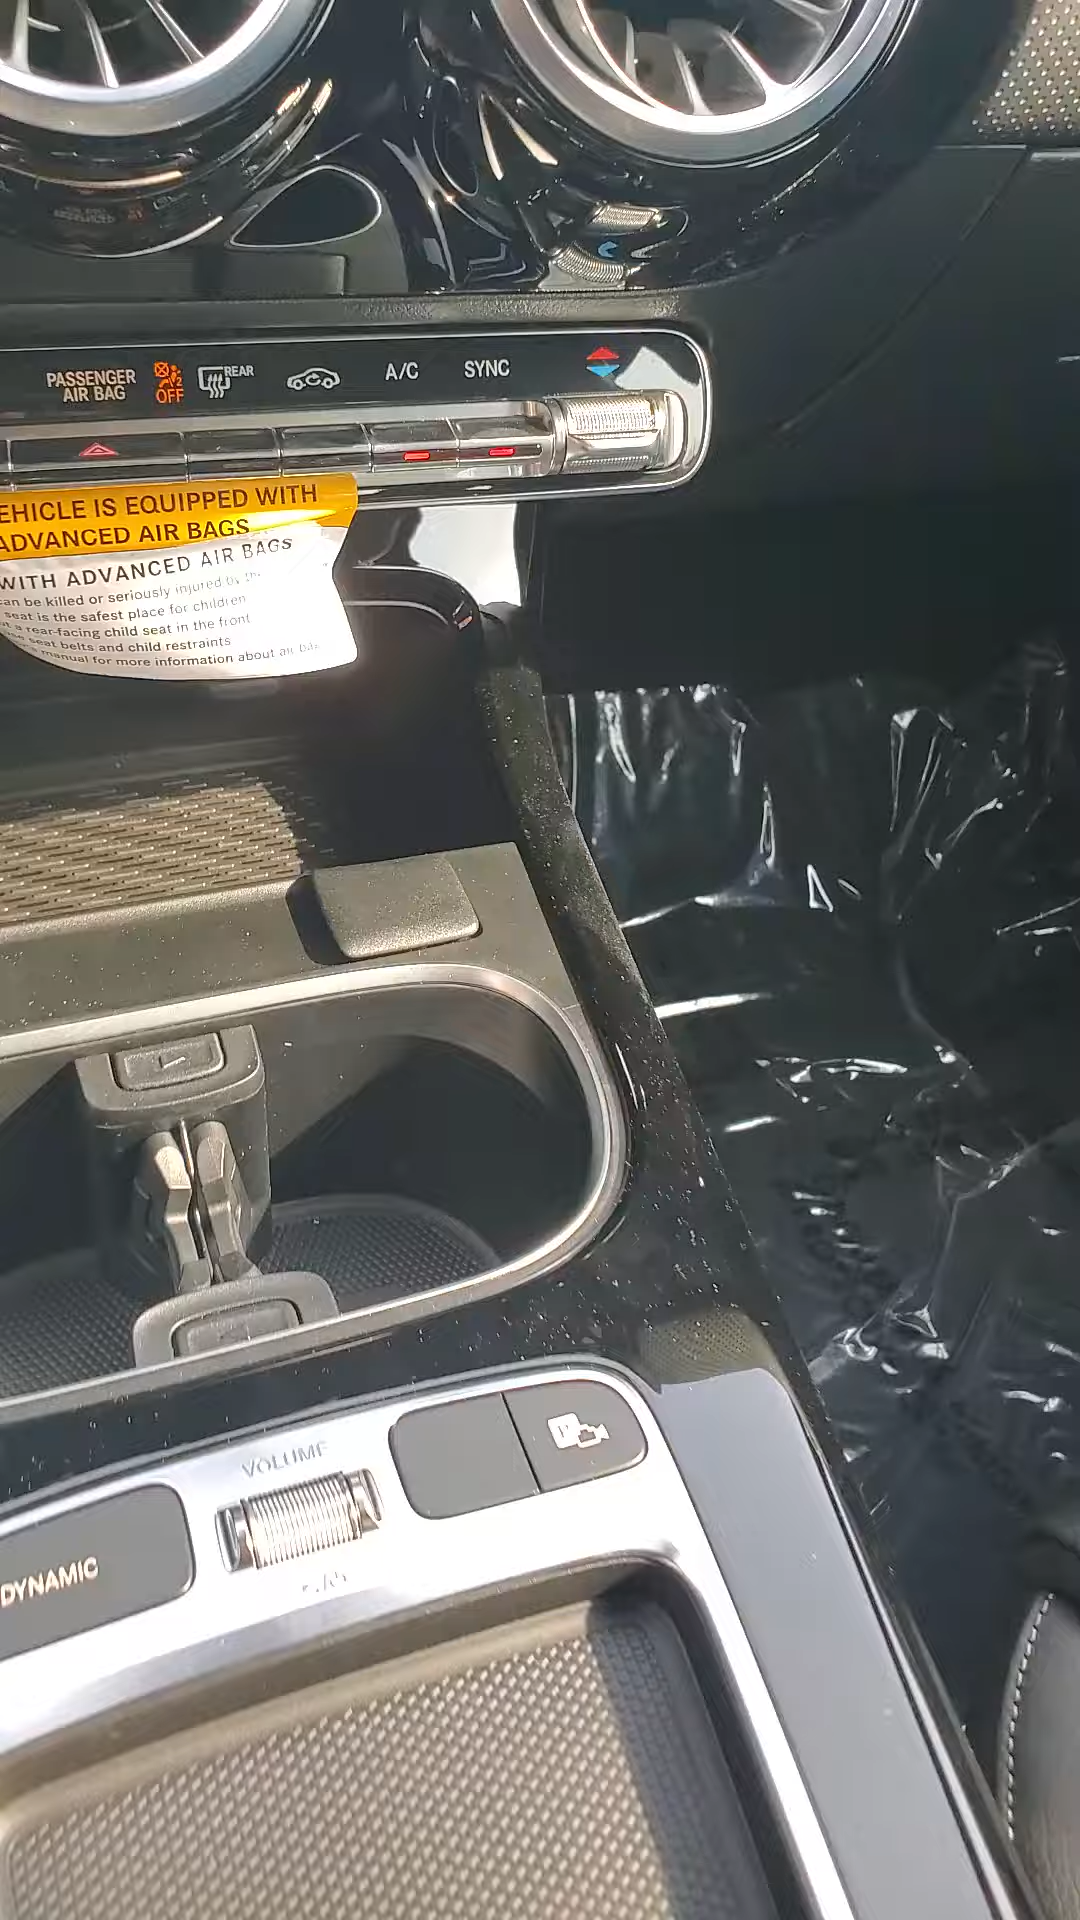 PASSENGER
AIR BAG
OFF
REAR
A/C
SYNC
EHICLE IS EQUIPPED WITH
ADVANCED AIR BAGS
WITH ADVANCED AIR BAGS
can be killed or seriously injured by the
seat is the safest place for children
a rear-facing child seat in the front
seat belts and child restraints
manual for more information about air bags
VOLUME
DYNAMIC
P